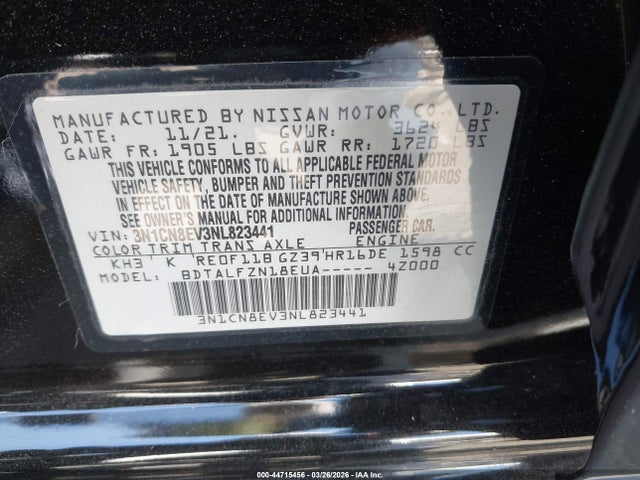 MANUFACTURED BY NISSAN MOTOR CO., LTD.
DATE: 11/21. GVWR: 3624 LBS
GAWR FR: 1905 LBS GAWR RR: 1720 LBS
THIS VEHICLE CONFORMS TO ALL APPLICABLE FEDERAL MOTOR
VEHICLE SAFETY, BUMPER AND THEFT PREVENTION STANDARDS
IN EFFECT ON THE DATE OF MANUFACTURE SHOWN ABOVE.
SEE OWNER'S MANUAL FOR ADDITIONAL INFORMATION.
VIN: 3N1CN8EV3NL823441 PASSENGER CAR.
COLOR TRIM TRANS AXLE ENGINE
KH3 K RE0F11B GZ39 HR16DE 1598 CC
MODEL: BDTALFZN18EUA----- 4Z000
3N1CN8EV3NL823441
000-44715456 | 03/26/2026 | IAA Corp.